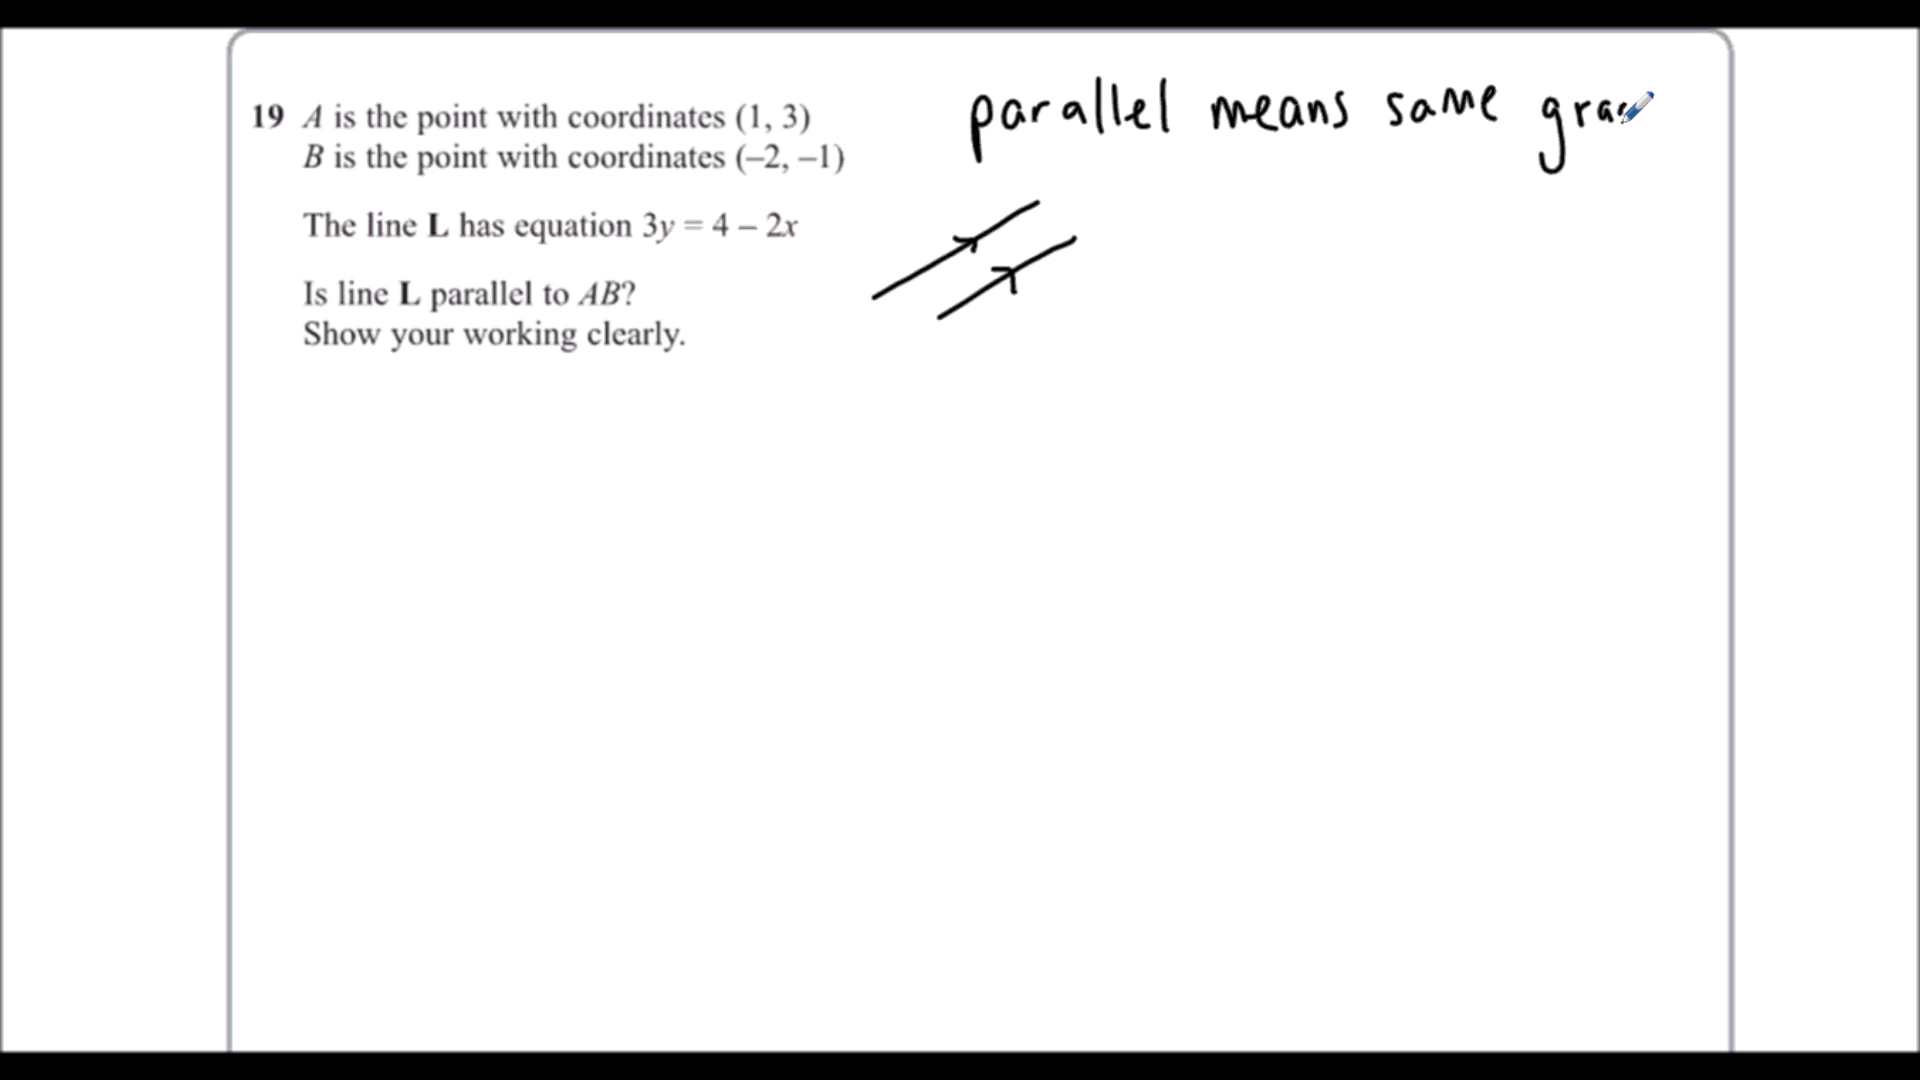 19 A is the point with coordinates (1, 3)
B is the point with coordinates (–2, –1)
The line L has equation 3y = 4 – 2x
Is line L parallel to AB?
Show your working clearly.
parallel means same gra